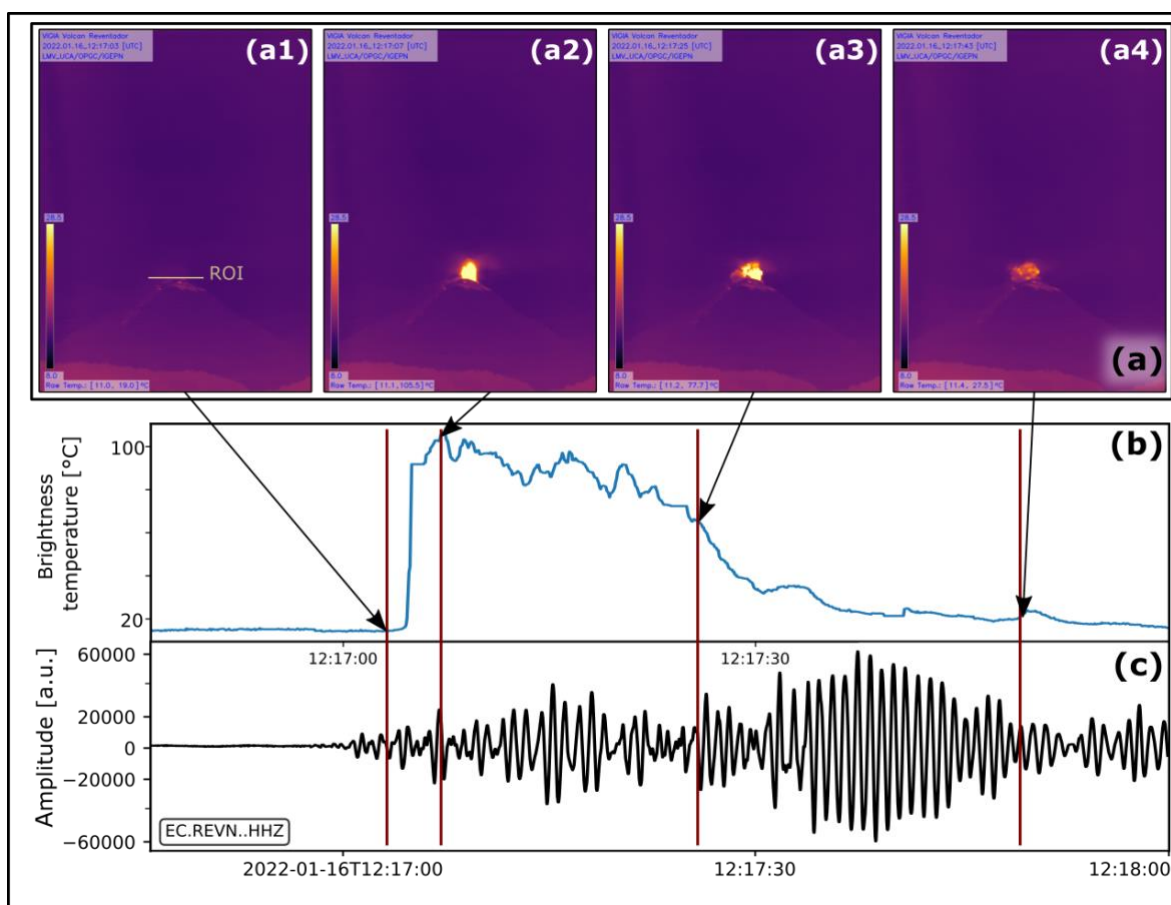 VIGIA Volcan Reventador
2022.01.16_12:17:03 [UTC]
LMV_UCA/OPGC/IGEPN
(a1)
28.5
ROI
8.0
Raw Temp.: [11.0, 19.0] ºC
VIGIA Volcan Reventador
2022.01.16_12:17:07 [UTC]
LMV_UCA/OPGC/IGEPN
(a2)
28.5
8.0
Raw Temp.: [11.1,105.5] ºC
VIGIA Volcan Reventador
2022.01.16_12:17:25 [UTC]
LMV_UCA/OPGC/IGEPN
(a3)
28.5
8.0
Raw Temp.: [11.2, 77.7] ºC
VIGIA Volcan Reventador
2022.01.16_12:17:43 [UTC]
LMV_UCA/OPGC/IGEPN
(a4)
28.5
8.0
Raw Temp.: [11.4, 27.5] ºC
(a)
Brightness
temperature [°C]
100
20
(b)
12:17:00
12:17:30
Amplitude [a.u.]
60000
20000
0
−20000
−60000
(c)
EC.REVN..HHZ
2022-01-16T12:17:00
12:17:30
12:18:00